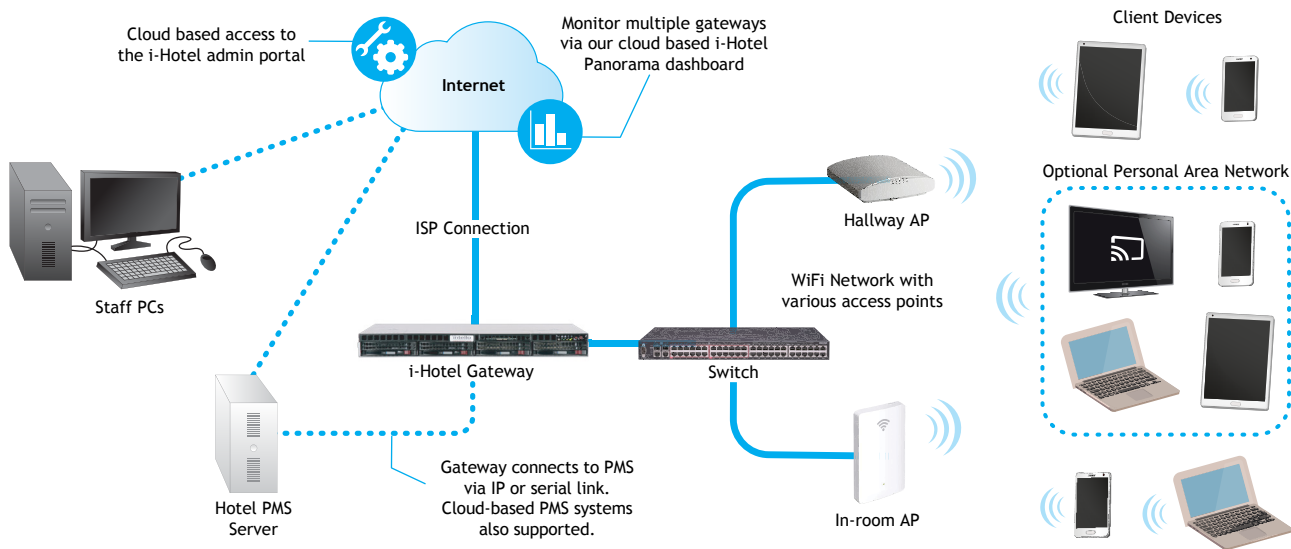 Cloud based access to
the i-Hotel admin portal
Monitor multiple gateways
via our cloud based i-Hotel
Panorama dashboard
Internet
Client Devices
Optional Personal Area Network
Hallway AP
ISP Connection
WiFi Network with
various access points
Staff PCs
i-Hotel Gateway
Switch
Gateway connects to PMS
via IP or serial link.
Cloud-based PMS systems
also supported.
Hotel PMS
Server
In-room AP